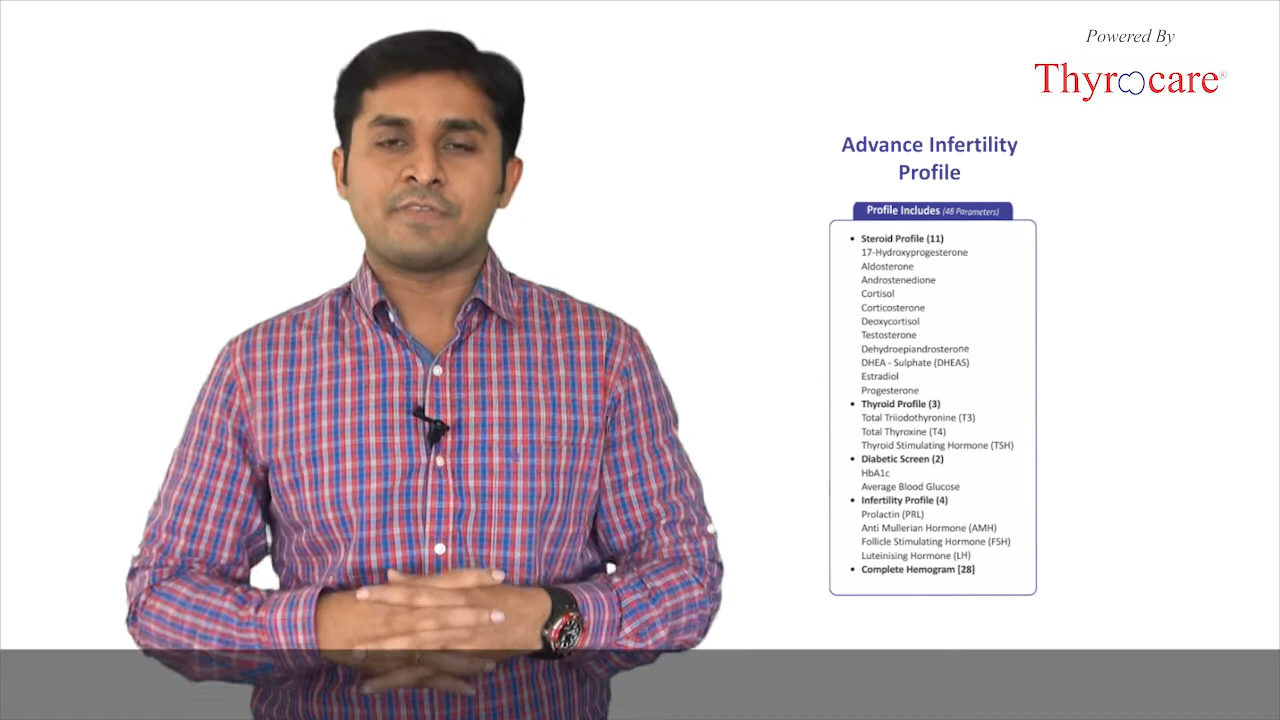 Powered By
Thyrocare®
Advance Infertility
Profile
Profile Includes (48 Parameters)
• Steroid Profile (11)
17-Hydroxyprogesterone
Aldosterone
Androstenedione
Cortisol
Corticosterone
Deoxycortisol
Testosterone
Dehydroepiandrosterone
DHEA - Sulphate (DHEAS)
Estradiol
Progesterone
• Thyroid Profile (3)
Total Triiodothyronine (T3)
Total Thyroxine (T4)
Thyroid Stimulating Hormone (TSH)
• Diabetic Screen (2)
HbA1c
Average Blood Glucose
• Infertility Profile (4)
Prolactin (PRL)
Anti Mullerian Hormone (AMH)
Follicle Stimulating Hormone (FSH)
Luteinising Hormone (LH)
• Complete Hemogram [28]